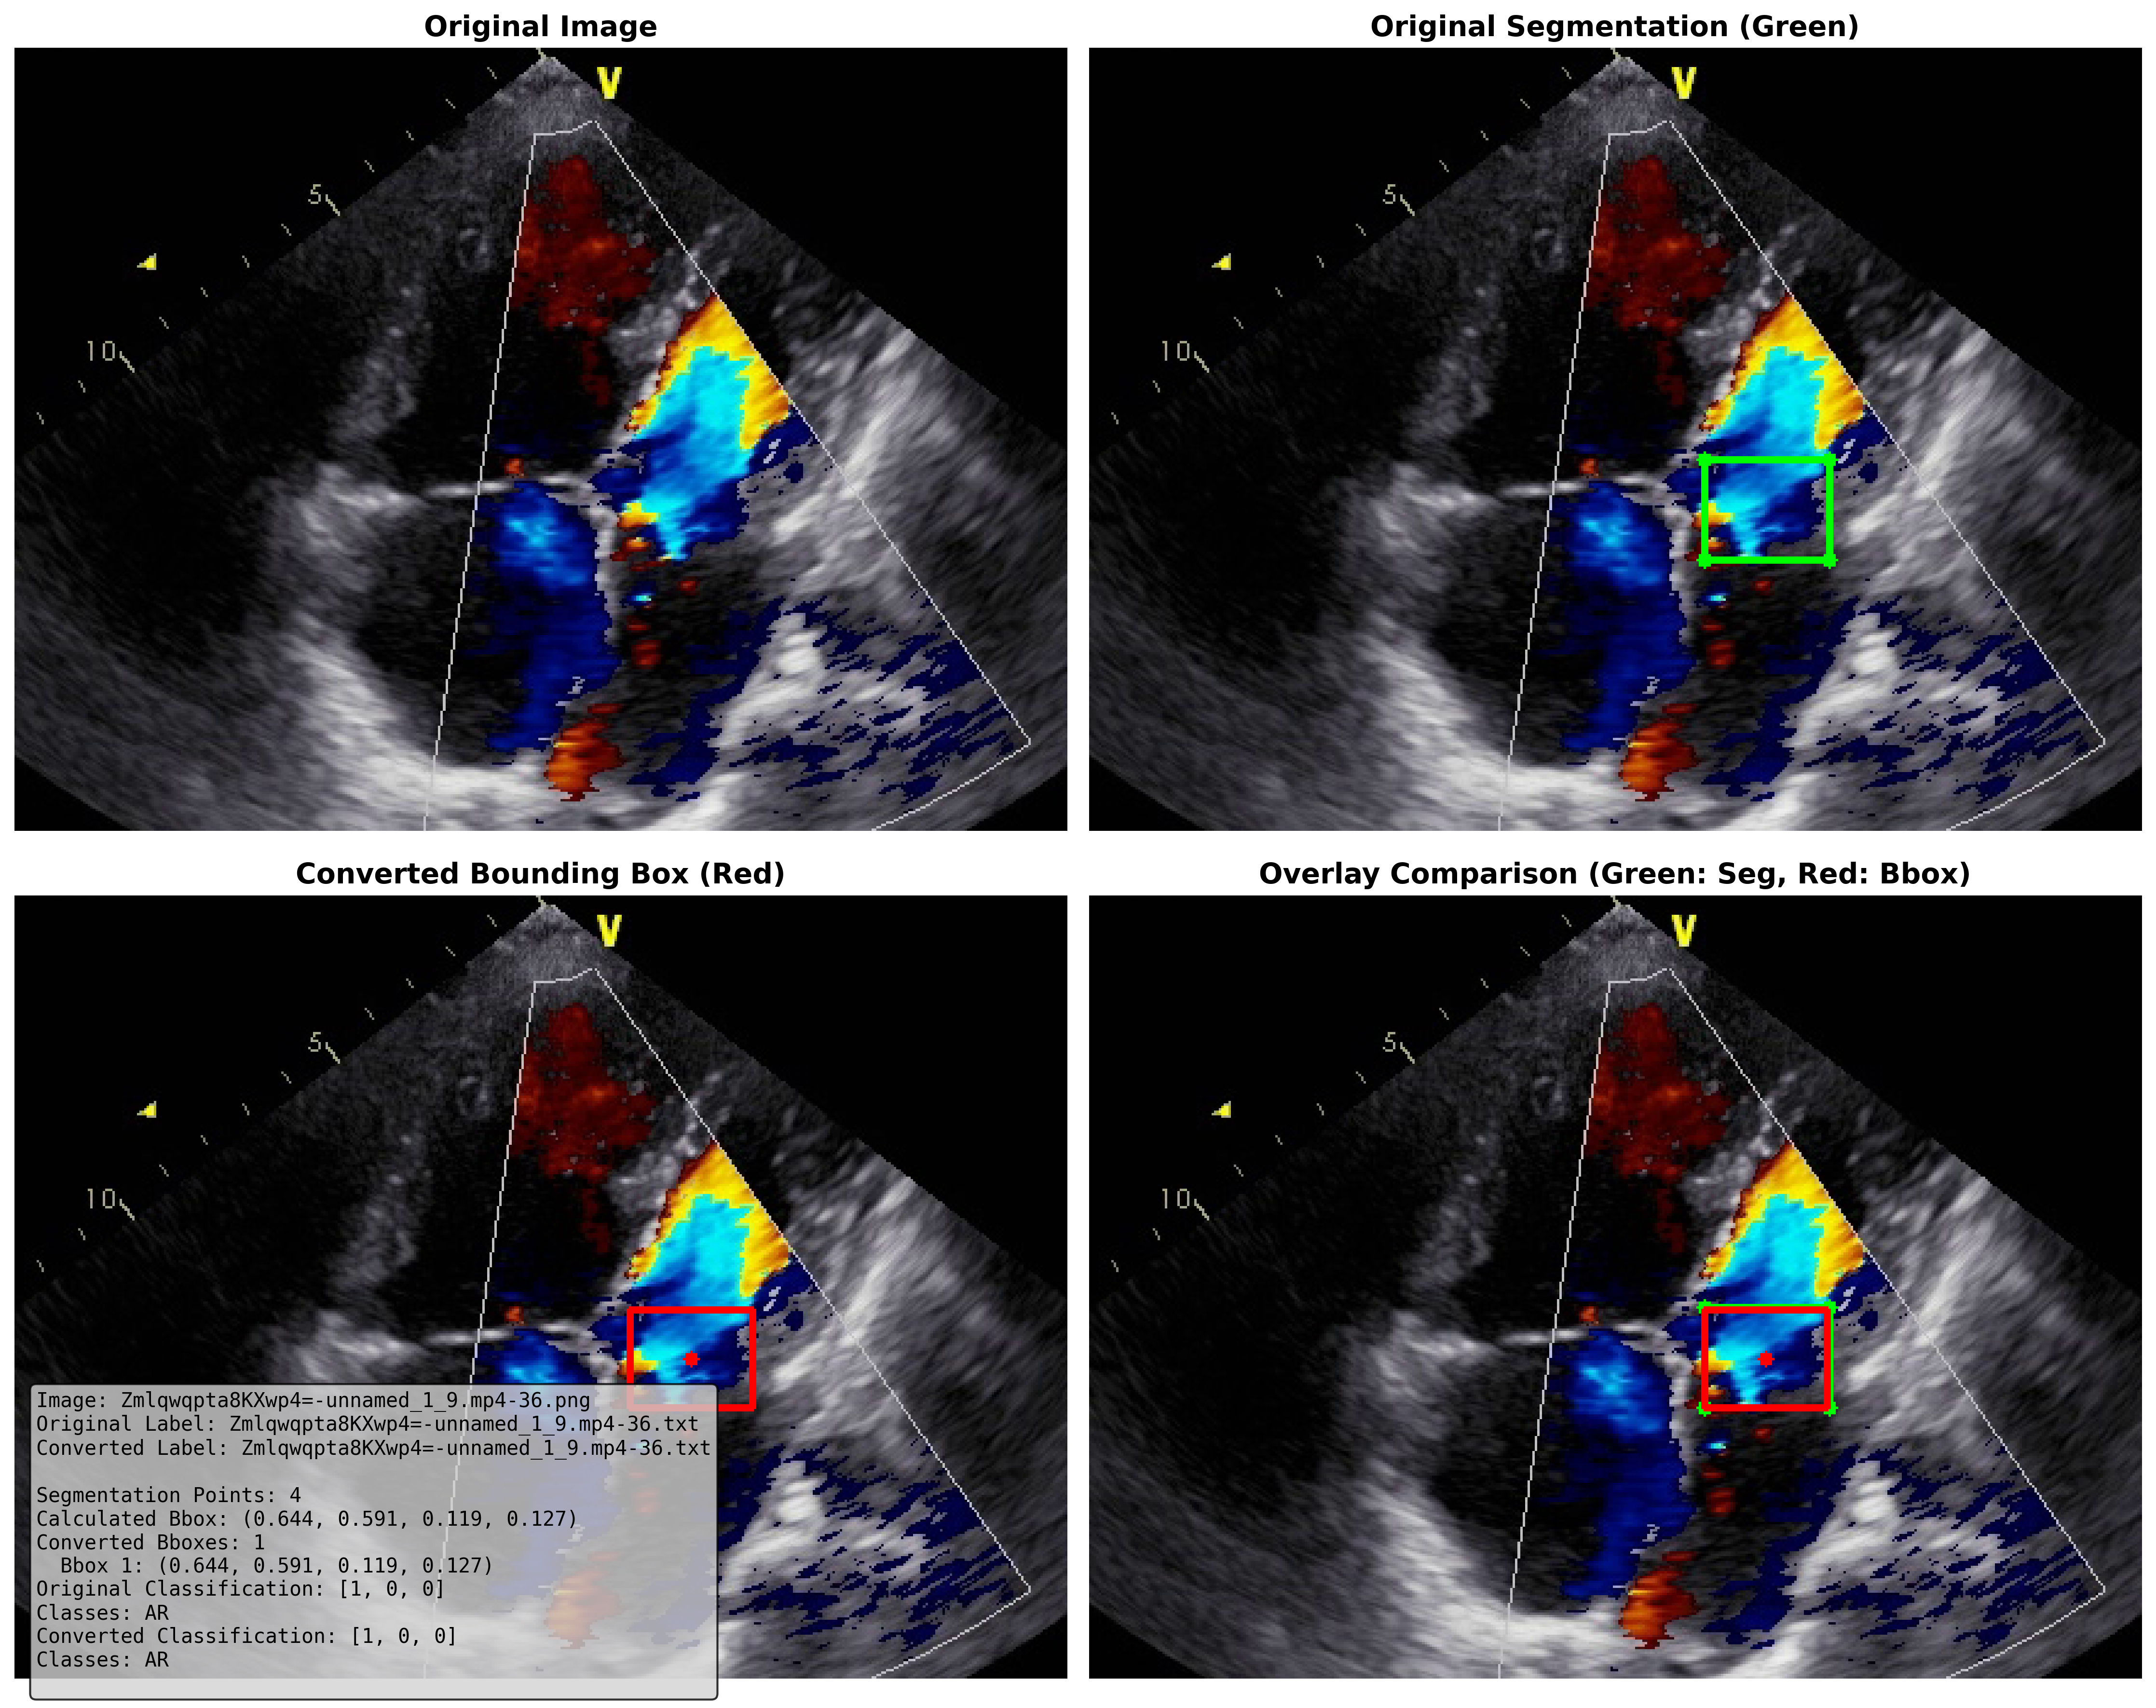 Original Image
Original Segmentation (Green)
V
5
10
V
5
10
Converted Bounding Box (Red)
Overlay Comparison (Green: Seg, Red: Bbox)
V
5
10
V
5
10
Image: Zmlqwqpta8KXwp4=-unnamed_1_9.mp4-36.png
Original Label: Zmlqwqpta8KXwp4=-unnamed_1_9.mp4-36.txt
Converted Label: Zmlqwqpta8KXwp4=-unnamed_1_9.mp4-36.txt
Segmentation Points: 4
Calculated Bbox: (0.644, 0.591, 0.119, 0.127)
Converted Bboxes: 1
Bbox 1: (0.644, 0.591, 0.119, 0.127)
Original Classification: [1, 0, 0]
Classes: AR
Converted Classification: [1, 0, 0]
Classes: AR